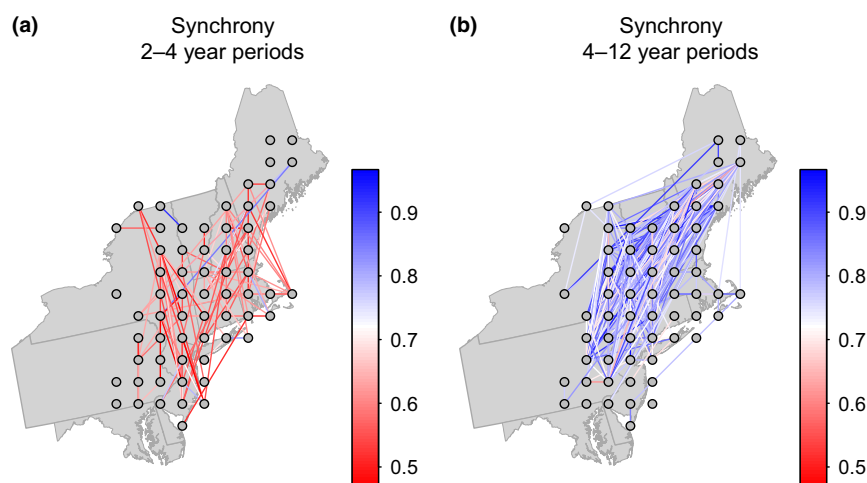 (a)
Synchrony
2–4 year periods
0.9
0.8
0.7
0.6
0.5
(b)
Synchrony
4–12 year periods
0.9
0.8
0.7
0.6
0.5